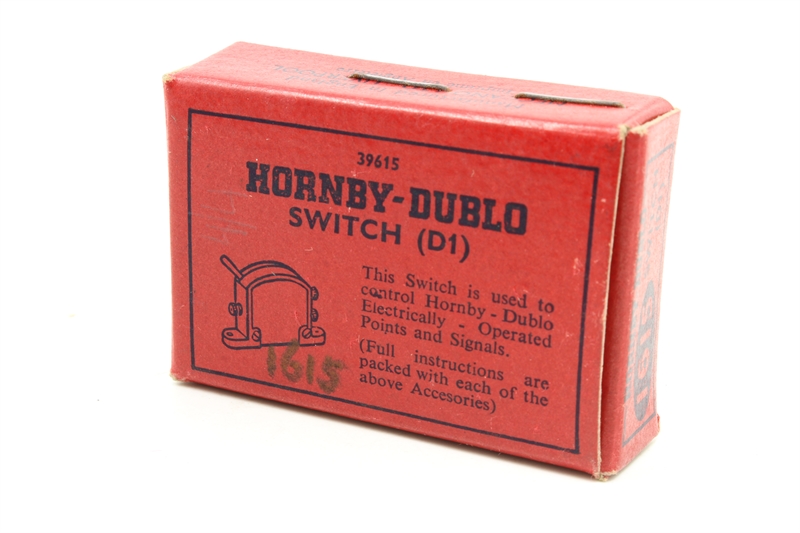 39615
HORNBY-DUBLO
SWITCH (D1)
This Switch is used to
control Hornby-Dublo
Electrically - Operated
Points and Signals.
(Full instructions are
packed with each of the
above Accesories)
1615